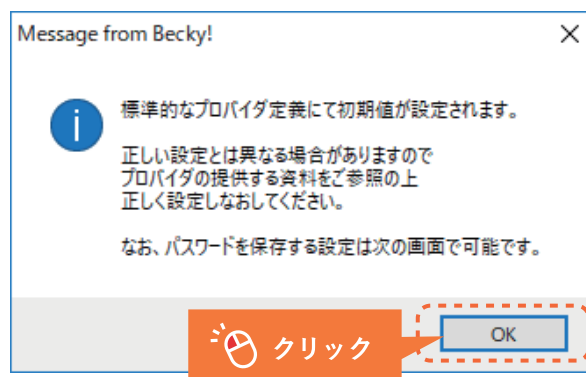 Message from Becky!
標準的なプロバイダ定義にて初期値が設定されます。
正しい設定とは異なる場合がありますので
プロバイダの提供する資料をご参照の上
正しく設定しなおしてください。
なお、パスワードを保存する設定は次の画面で可能です。
OK
クリック